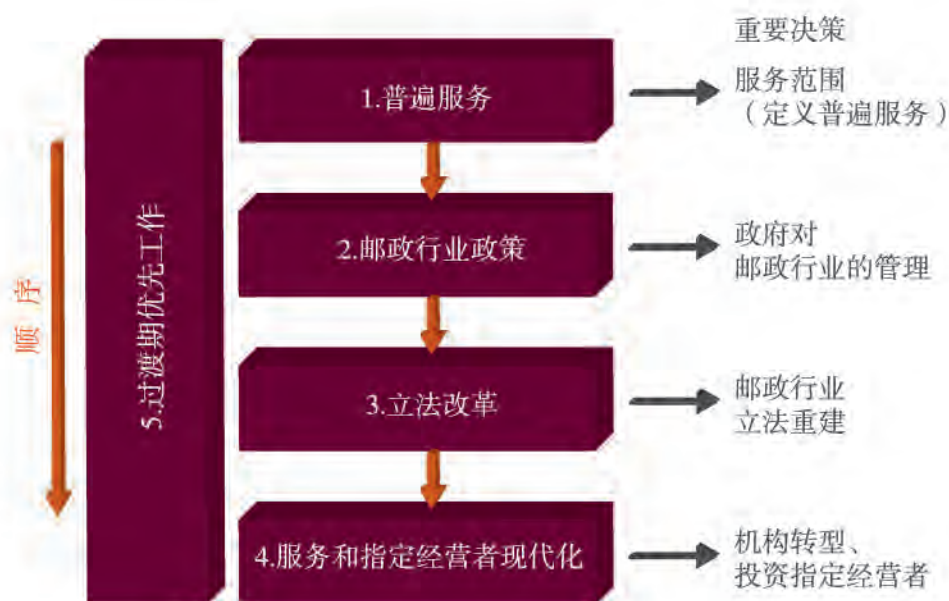 重要决策
1.普遍服务
服务范围
（定义普遍服务）
2.邮政行业政策
政府对
邮政行业的管理
顺 序
5.过渡期优先工作
3.立法改革
邮政行业
立法重建
4.服务和指定经营者现代化
机构转型、
投资指定经营者